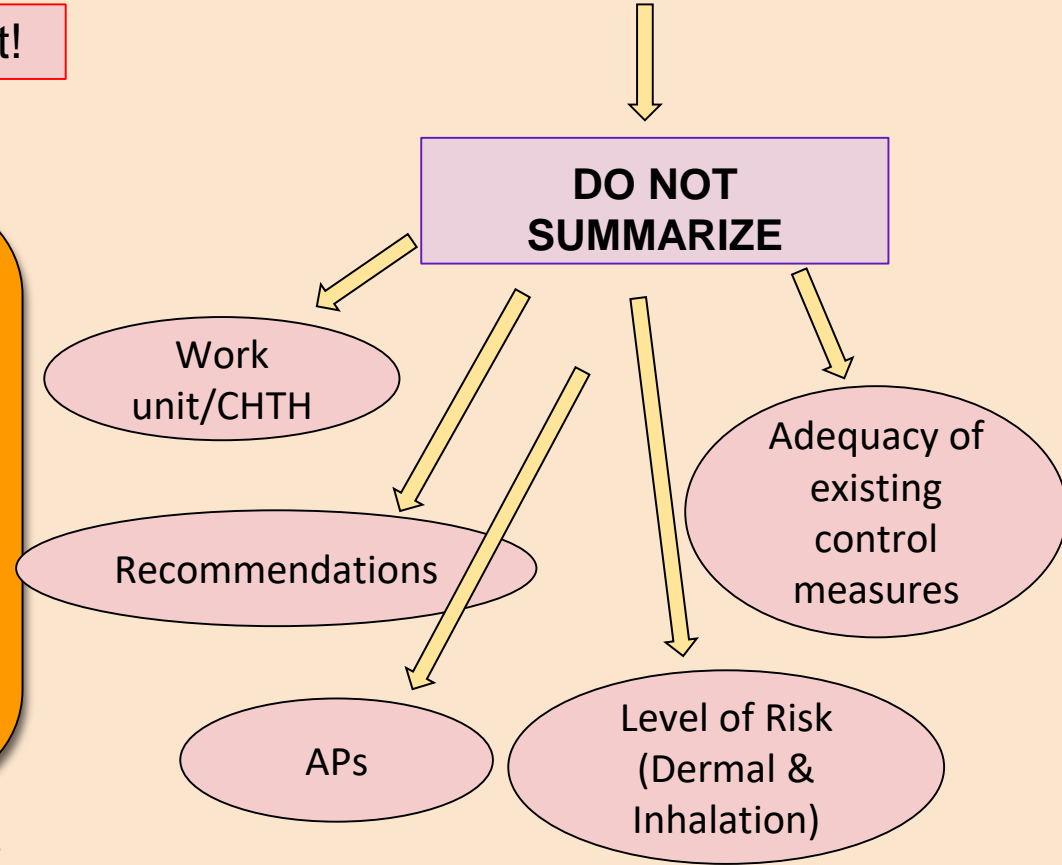 t!
DO NOT
SUMMARIZE
Work
unit/CHTH
Adequacy of
existing
control
measures
Recommendations
APs
Level of Risk
(Dermal &
Inhalation)